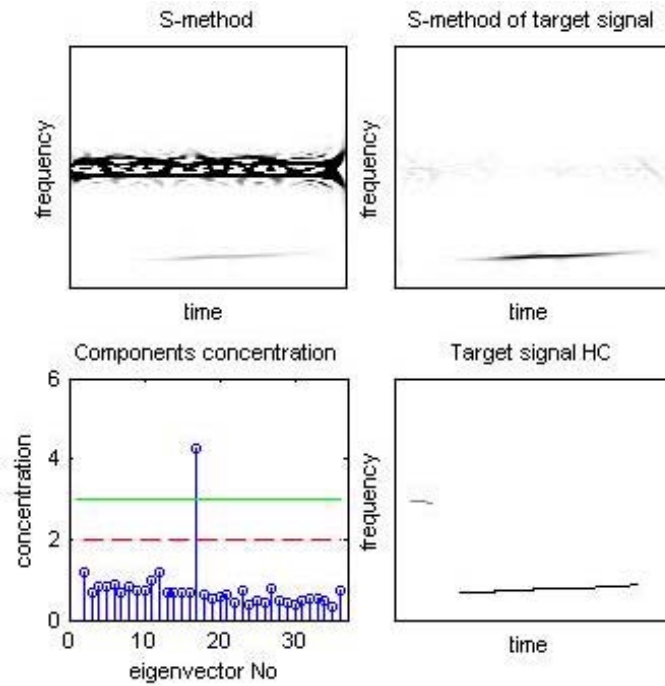 S-method
frequency
time
S-method of target signal
frequency
time
Components concentration
6
4
2
0
concentration
0
10
20
30
eigenvector No
Target signal HC
frequency
time